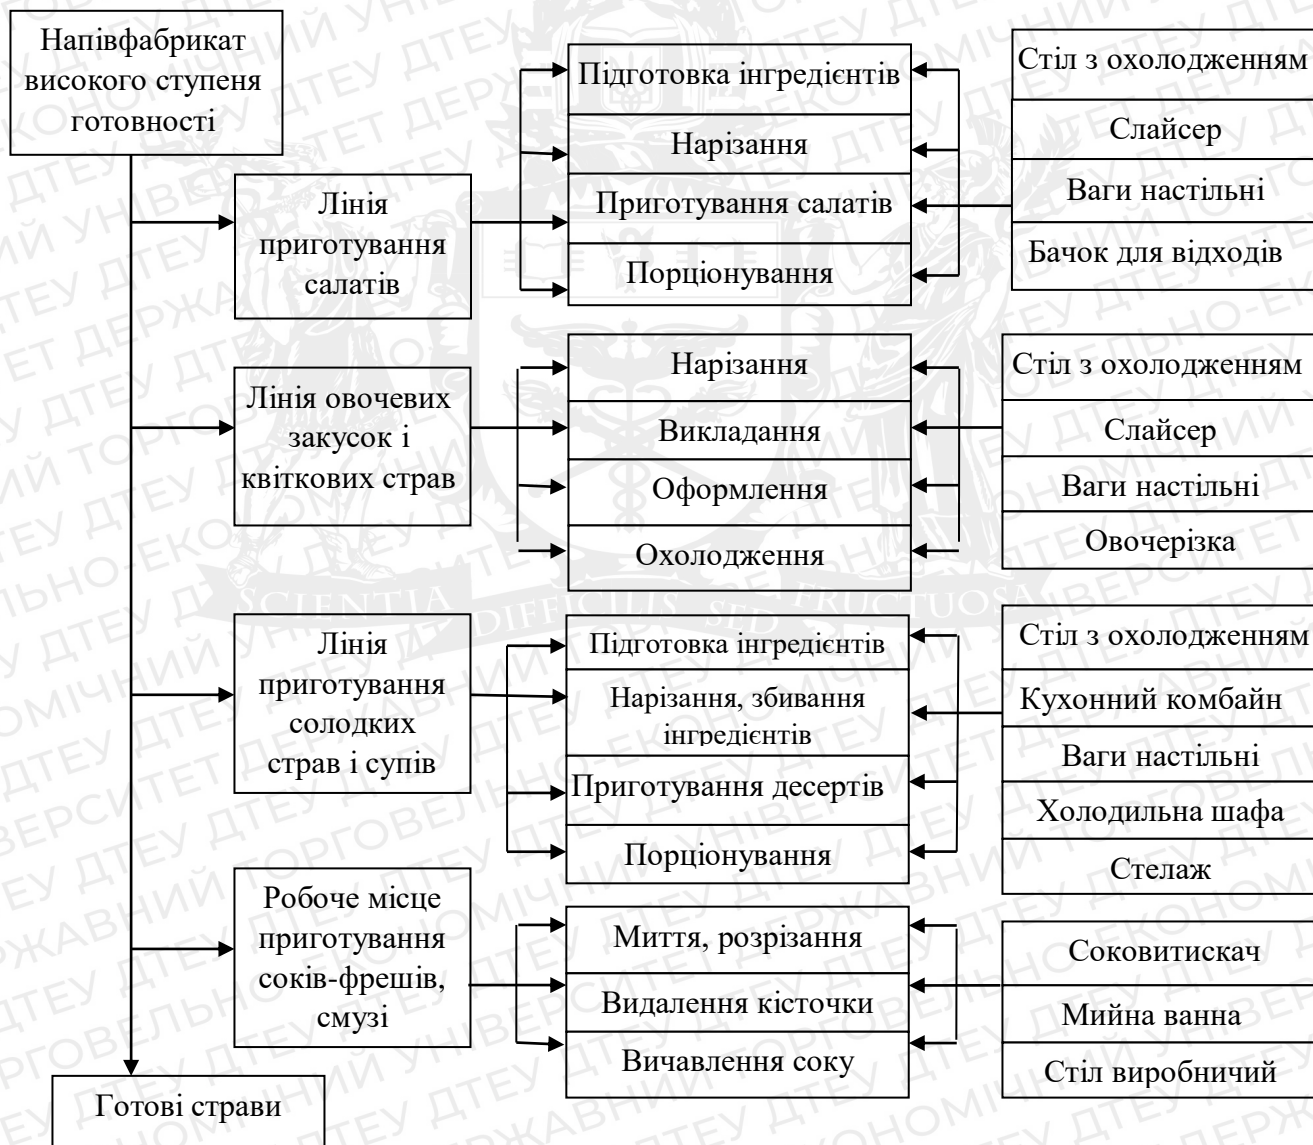 Напівфабрикат
високого ступеня
готовності
Лінія
приготування
салатів
Підготовка інгредієнтів
Нарізання
Приготування салатів
Порціонування
Стіл з охолодженням
Слайсер
Ваги настільні
Бачок для відходів
Лінія овочевих
закусок і
квіткових страв
Нарізання
Викладання
Оформлення
Охолодження
Стіл з охолодженням
Слайсер
Ваги настільні
Овочерізка
SCIENTIA DIFFICILIS SED FRUCTUOSA
Лінія
приготування
солодких
страв і супів
Підготовка інгредієнтів
Нарізання, збивання
інгредієнтів
Приготування десертів
Порціонування
Стіл з охолодженням
Кухонний комбайн
Ваги настільні
Холодильна шафа
Стелаж
Робоче місце
приготування
соків-фрешів,
смузі
Миття, розрізання
Видалення кісточки
Вичавлення соку
Соковитискач
Мийна ванна
Стіл виробничий
Готові страви